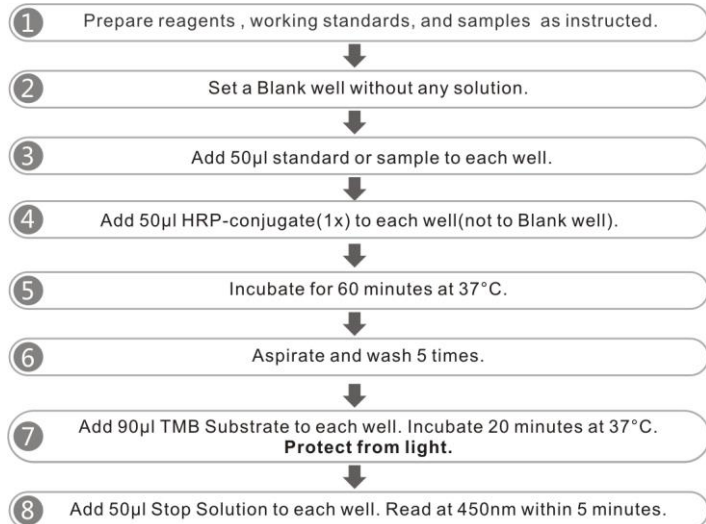 1 Prepare reagents , working standards, and samples as instructed.
2 Set a Blank well without any solution.
3 Add 50μl standard or sample to each well.
4 Add 50μl HRP-conjugate(1x) to each well(not to Blank well).
5 Incubate for 60 minutes at 37°C.
6 Aspirate and wash 5 times.
7 Add 90μl TMB Substrate to each well. Incubate 20 minutes at 37°C.
Protect from light.
8 Add 50μl Stop Solution to each well. Read at 450nm within 5 minutes.